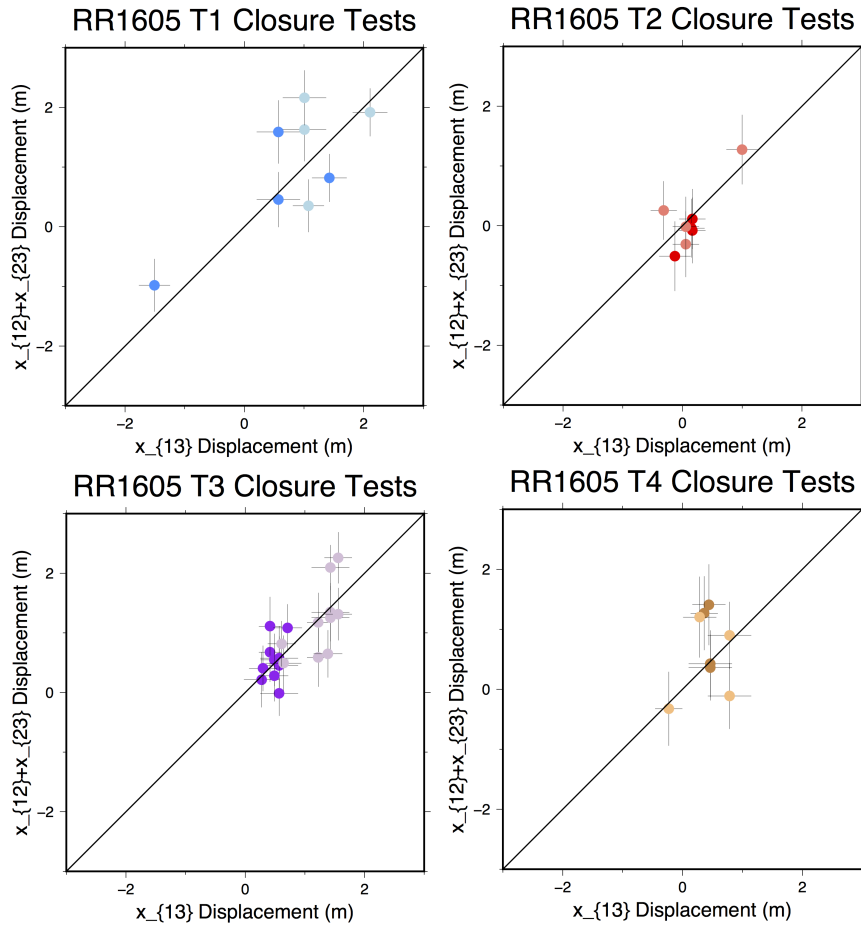 RR1605 T1 Closure Tests
x_{12}+x_{23} Displacement (m)
2
0
−2
−2 0 2
x_{13} Displacement (m)
RR1605 T2 Closure Tests
x_{12}+x_{23} Displacement (m)
2
0
−2
−2 0 2
x_{13} Displacement (m)
RR1605 T3 Closure Tests
x_{12}+x_{23} Displacement (m)
2
0
−2
−2 0 2
x_{13} Displacement (m)
RR1605 T4 Closure Tests
x_{12}+x_{23} Displacement (m)
2
0
−2
−2 0 2
x_{13} Displacement (m)